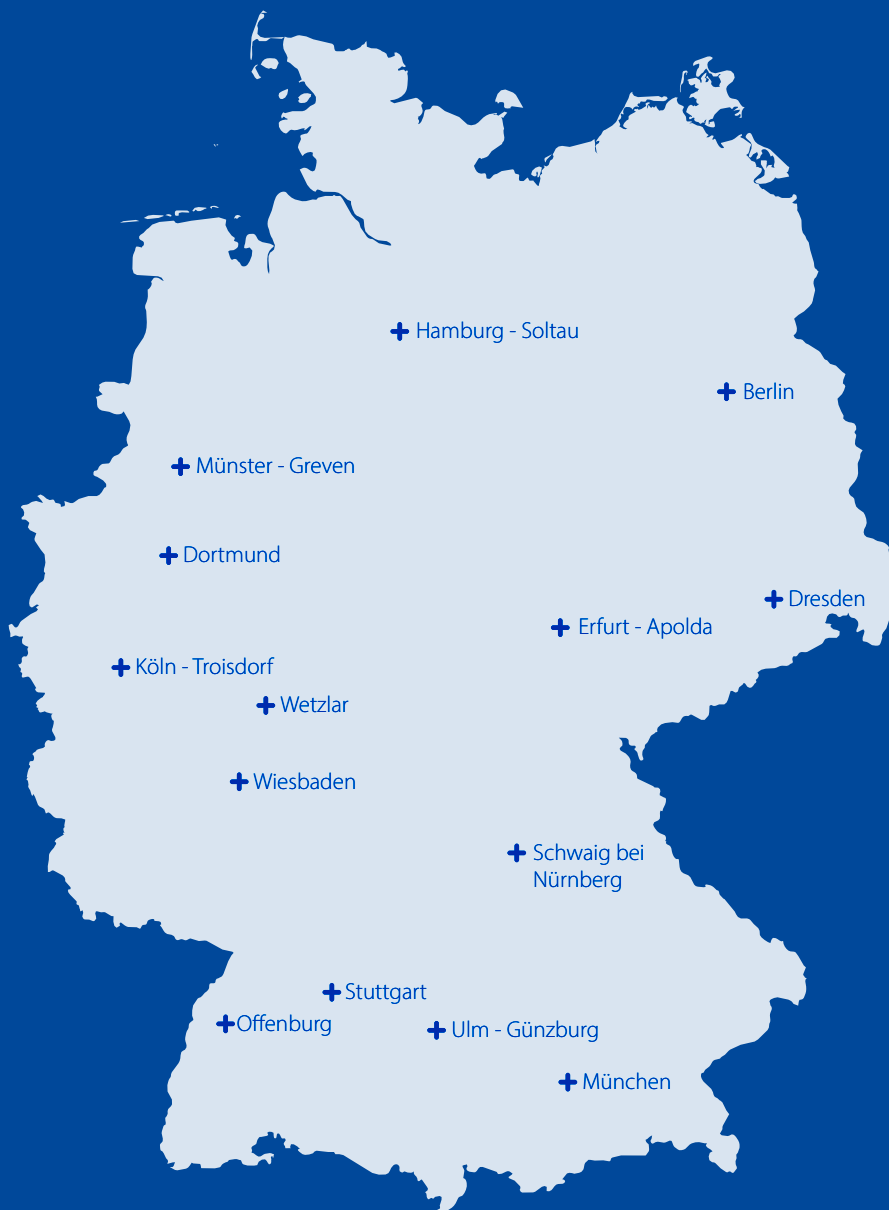 Hamburg - Soltau
Berlin
Münster - Greven
Dortmund
Dresden
Erfurt - Apolda
Köln - Troisdorf
Wetzlar
Wiesbaden
Schwaig bei
Nürnberg
Stuttgart
Offenburg
Ulm - Günzburg
München